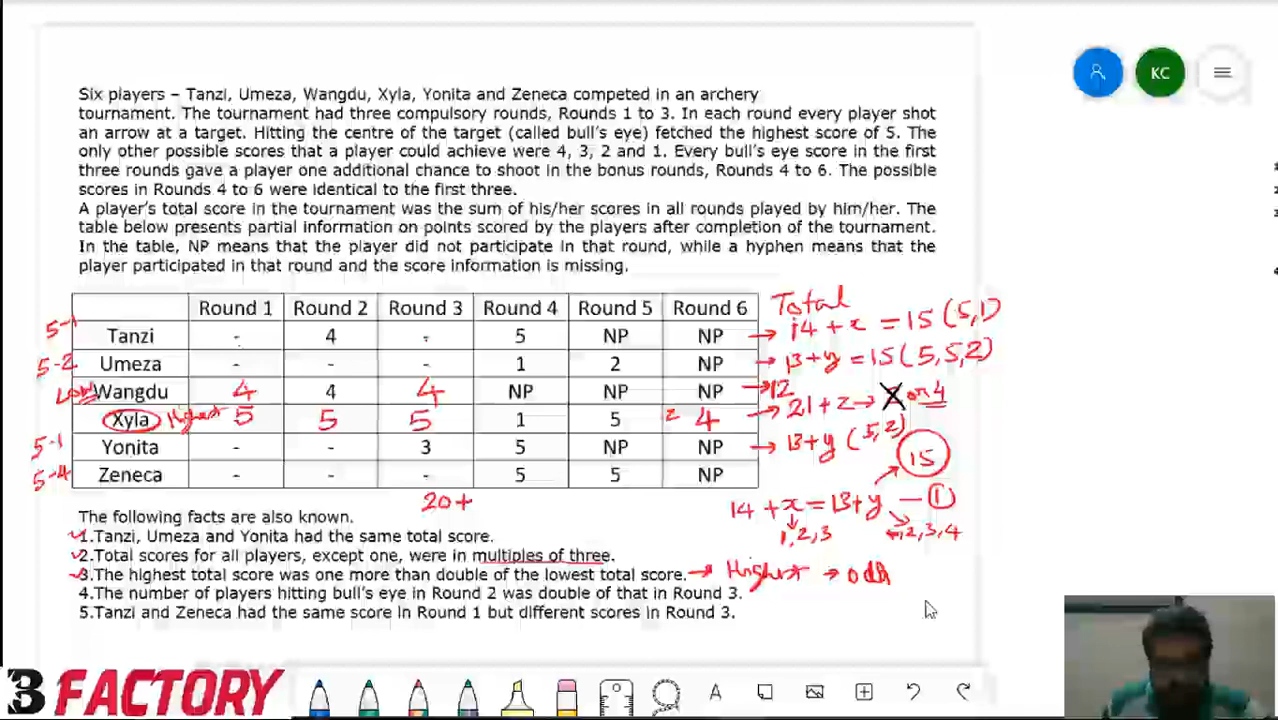 Six players – Tanzi, Umeza, Wangdu, Xyla, Yonita and Zeneca competed in an archery
tournament. The tournament had three compulsory rounds, Rounds 1 to 3. In each round every player shot
an arrow at a target. Hitting the centre of the target (called bull's eye) fetched the highest score of 5. The
only other possible scores that a player could achieve were 4, 3, 2 and 1. Every bull's eye score in the first
three rounds gave a player one additional chance to shoot in the bonus rounds, Rounds 4 to 6. The possible
scores in Rounds 4 to 6 were identical to the first three.
A player's total score in the tournament was the sum of his/her scores in all rounds played by him/her. The
table below presents partial information on points scored by the players after completion of the tournament.
In the table, NP means that the player did not participate in that round, while a hyphen means that the
player participated in that round and the score information is missing.
Round 1 Round 2 Round 3 Round 4 Round 5 Round 6 Total
5-1 Tanzi - 4 - 5 NP NP → 14 + x = 15 (5,1)
5-2 Umeza - - - 1 2 NP → 13+y = 15 (5,5,2)
Wangdu 4 4 4 NP NP NP → 12
Xyla Highest 5 5 5 1 5 2 4 → 21 + z → or 4
5-1 Yonita - - 3 5 NP NP → 13+y (5,2)
5-4 Zeneca - - - 5 5 NP
15
20+
14 + x = 13+y — ①
1,2,3
2,3,4
The following facts are also known.
1.Tanzi, Umeza and Yonita had the same total score.
2.Total scores for all players, except one, were in multiples of three.
3.The highest total score was one more than double of the lowest total score. → Highest → odd
4.The number of players hitting bull's eye in Round 2 was double of that in Round 3.
5.Tanzi and Zeneca had the same score in Round 1 but different scores in Round 3.
KC
3 FACTORY
A